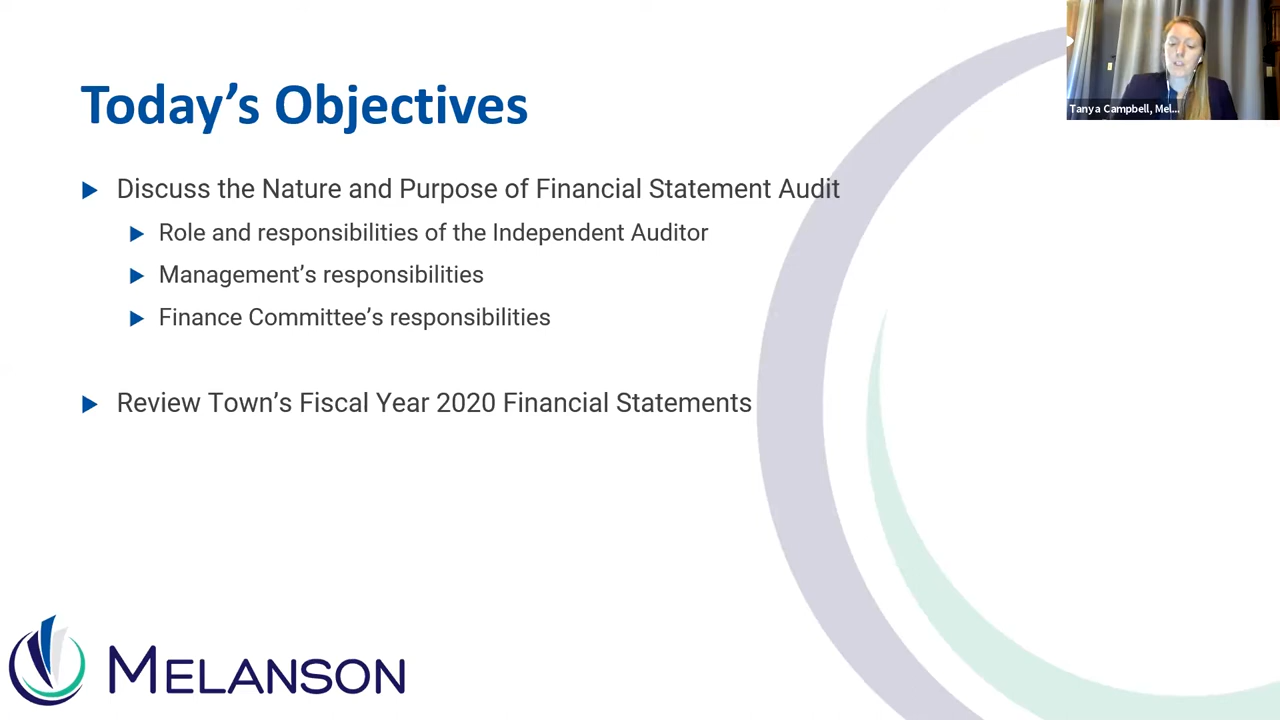 Today’s Objectives
Tanya Campbell, Mel...
Discuss the Nature and Purpose of Financial Statement Audit
Role and responsibilities of the Independent Auditor
Management’s responsibilities
Finance Committee’s responsibilities
Review Town’s Fiscal Year 2020 Financial Statements
MELANSON